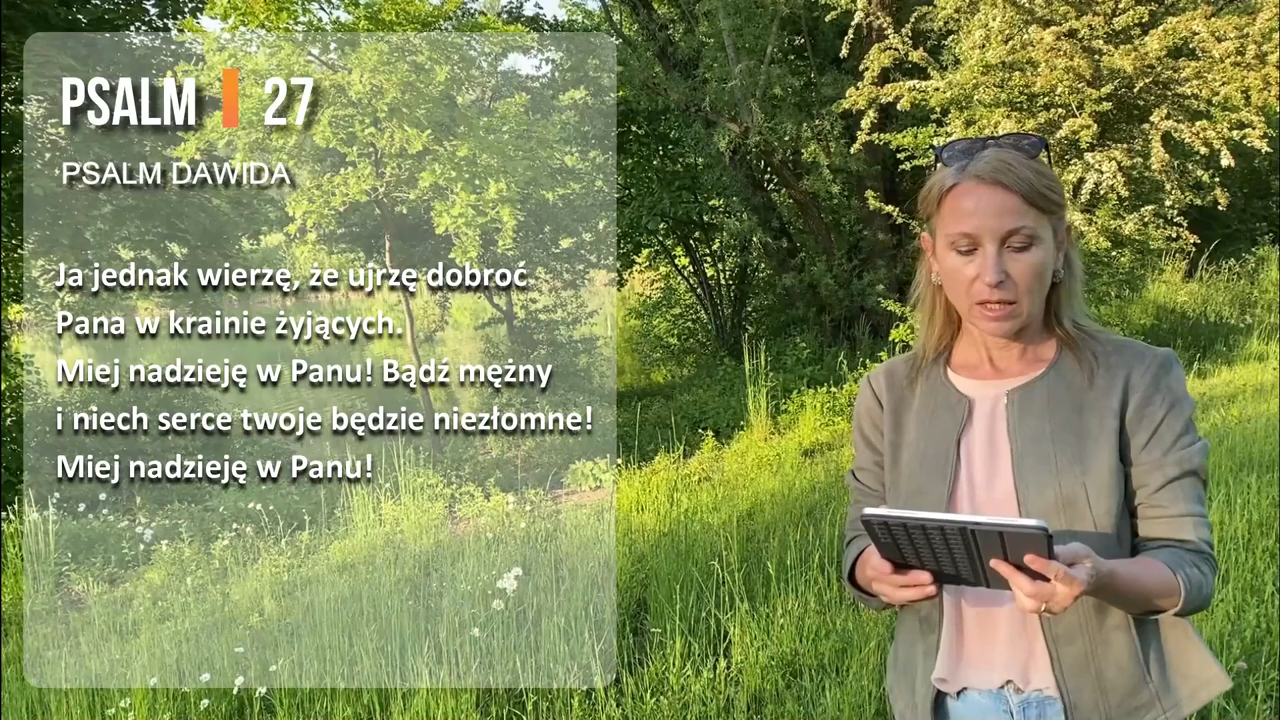 PSALM | 27
PSALM DAWIDA
Ja jednak wierzę, że ujrzę dobroć
Pana w krainie żyjących.
Miej nadzieję w Panu! Bądź mężny
i niech serce twoje będzie niezłomne!
Miej nadzieję w Panu!